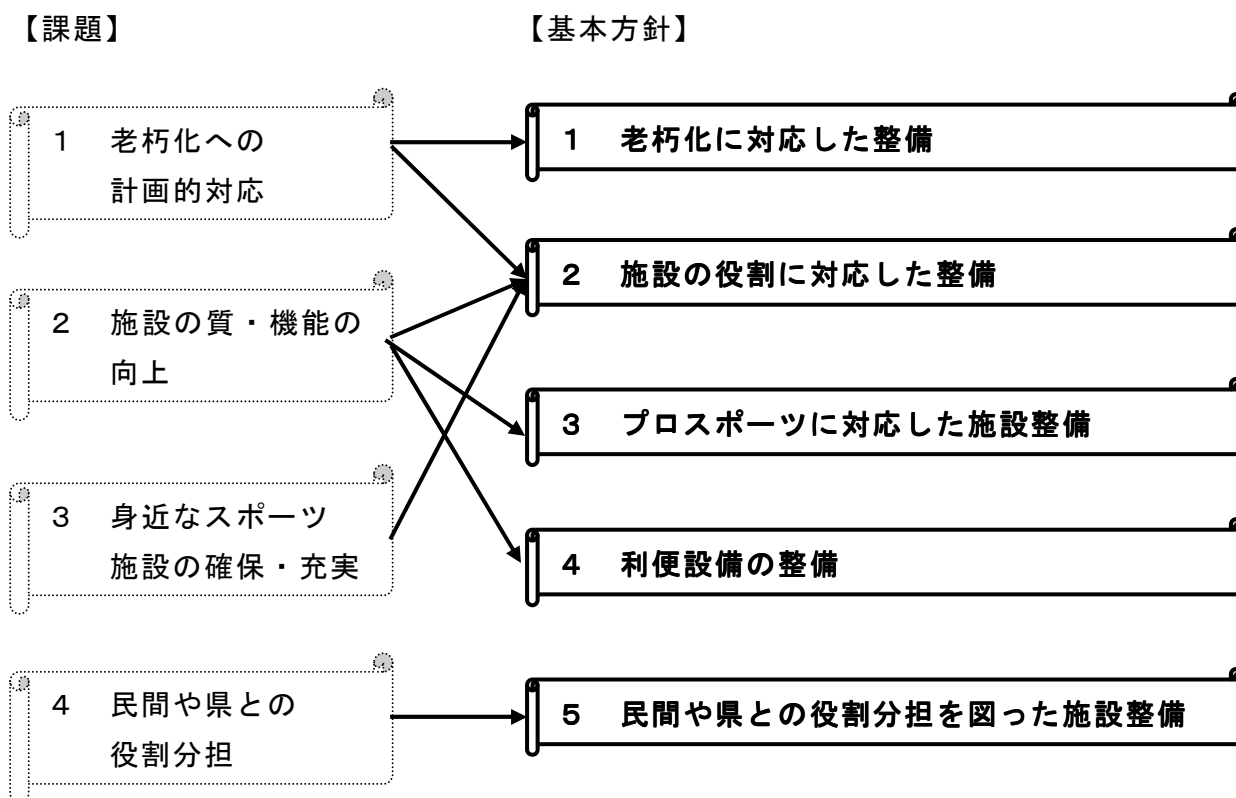 【課題】
【基本方針】
１　老朽化への
計画的対応
２　施設の質・機能の
向上
３　身近なスポーツ
施設の確保・充実
４　民間や県との
役割分担
１　老朽化に対応した整備
２　施設の役割に対応した整備
３　プロスポーツに対応した施設整備
４　利便設備の整備
５　民間や県との役割分担を図った施設整備